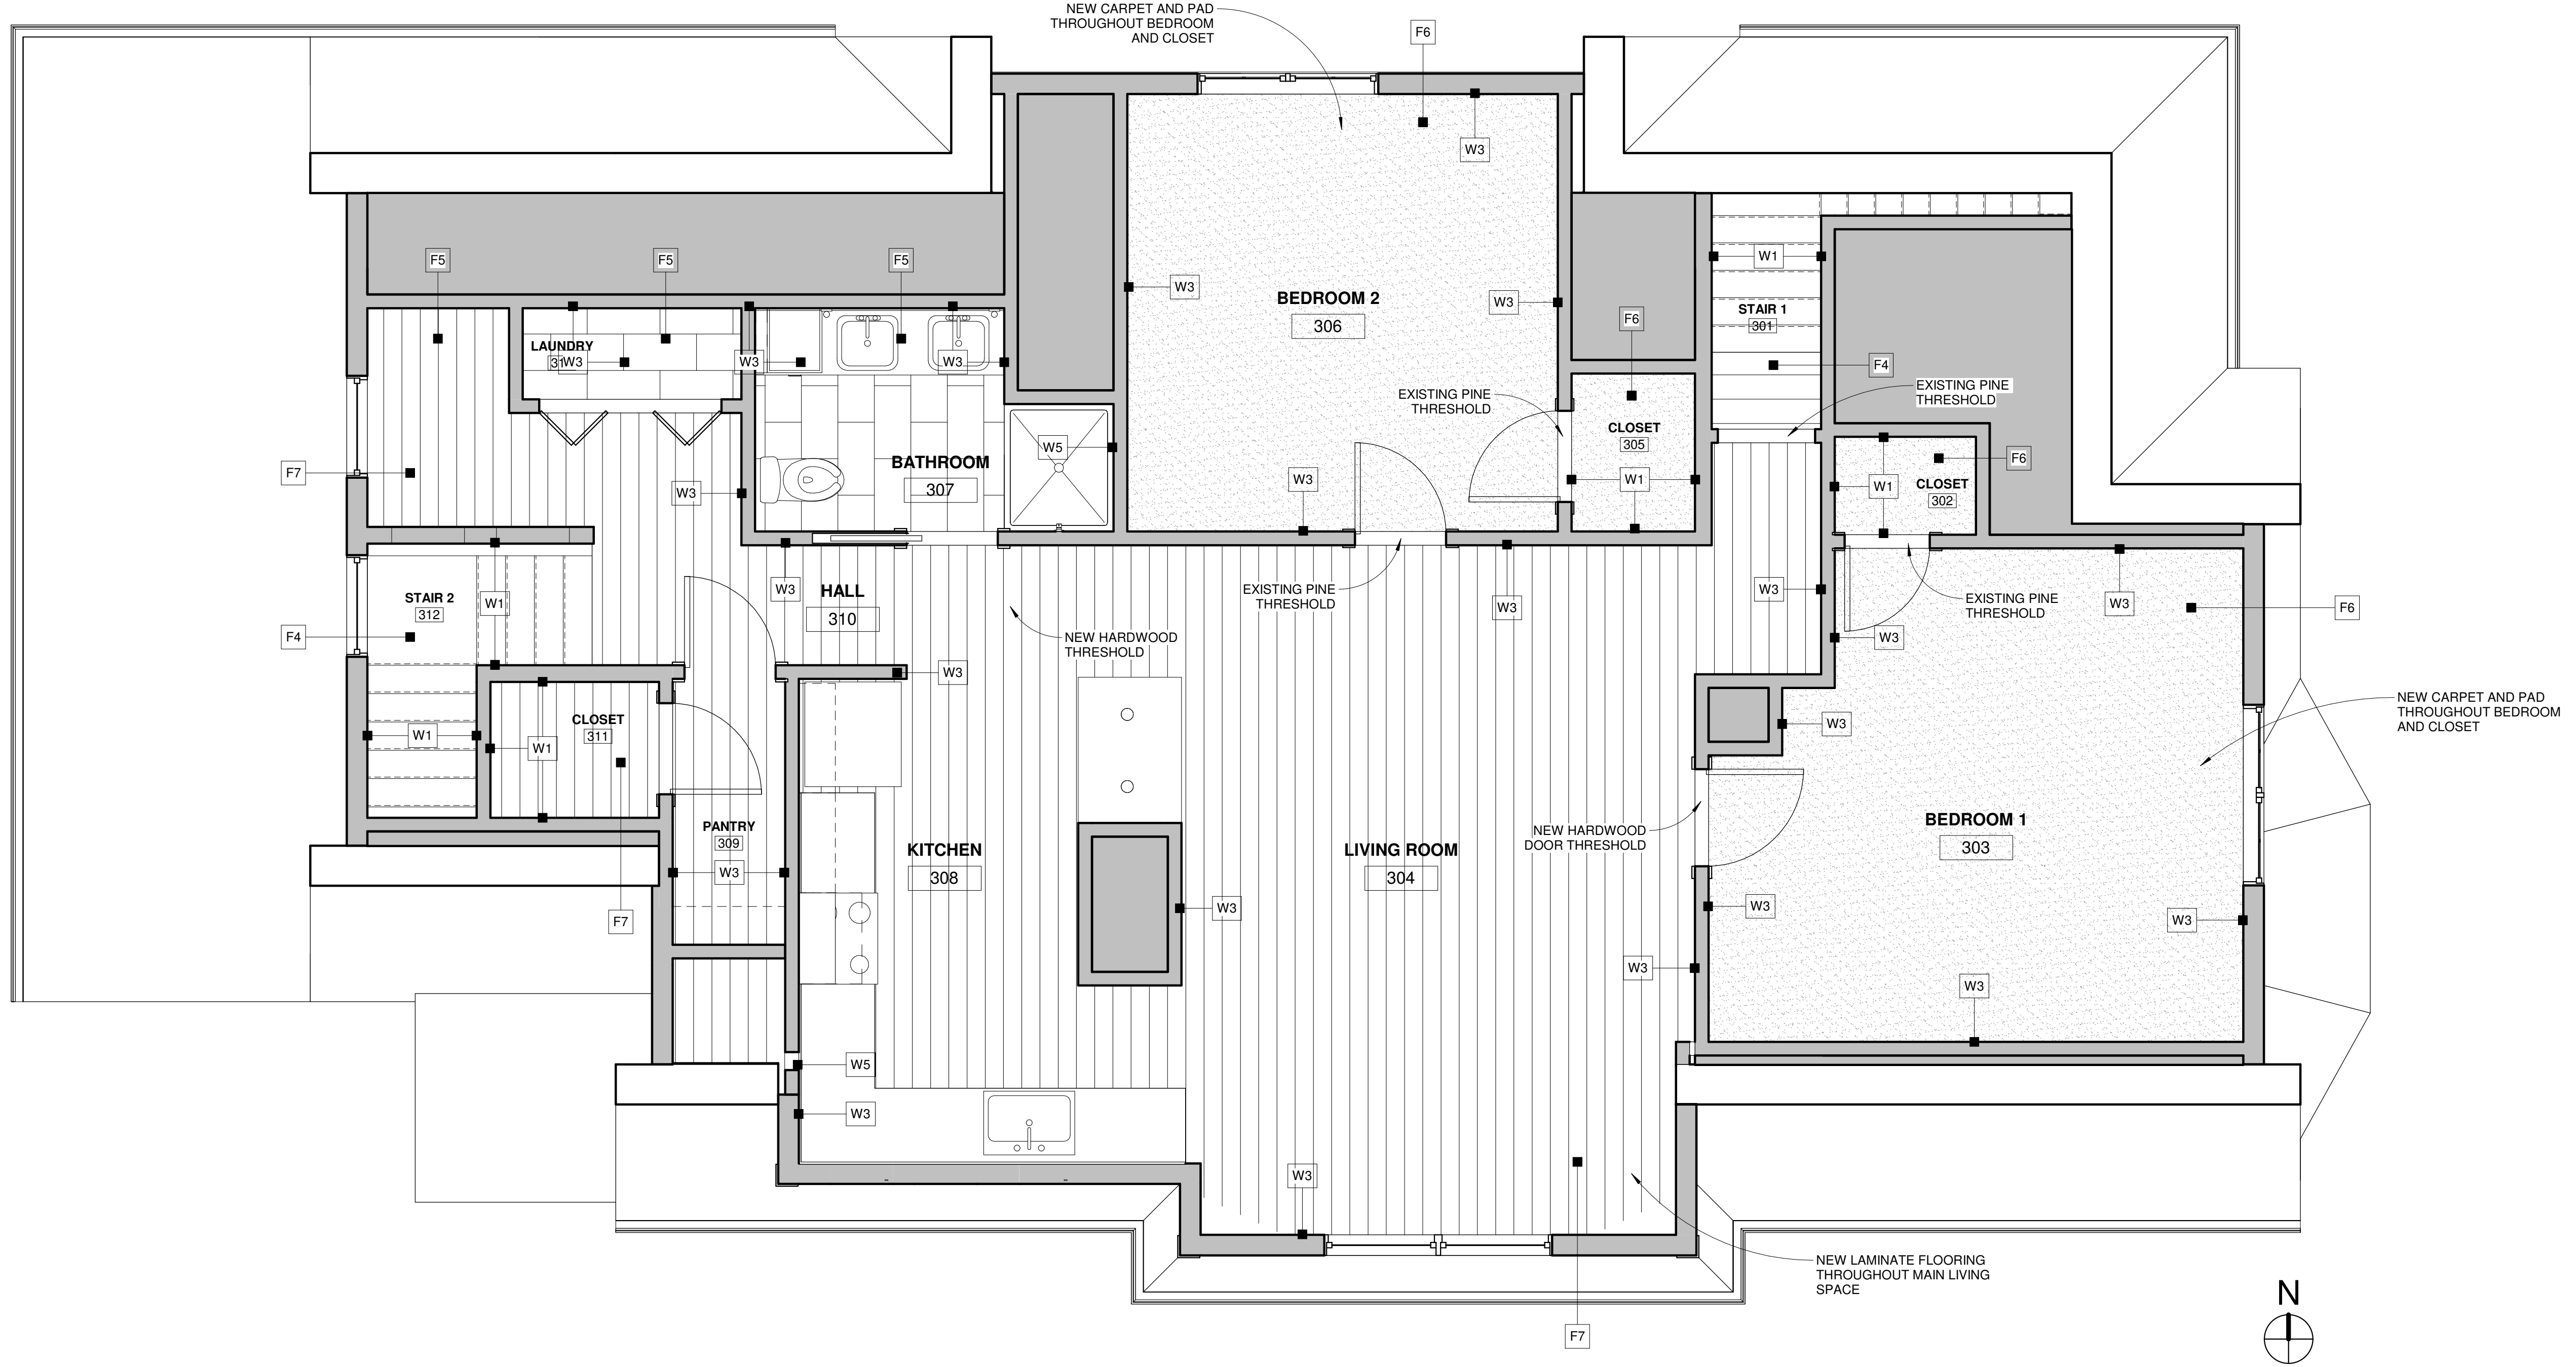 NEW CARPET AND PAD
THROUGHOUT BEDROOM
AND CLOSET
F6
W3
F5
F5
F5
W3
BEDROOM 2
306
W3
F6
W1
STAIR 1
301
F4
EXISTING PINE
THRESHOLD
LAUNDRY
31
W3
W3
W3
EXISTING PINE
THRESHOLD
CLOSET
305
W5
BATHROOM
307
F7
W3
W3
W1
F6
W1
CLOSET
302
STAIR 2
312
W1
W3
HALL
310
EXISTING PINE
THRESHOLD
W3
W3
EXISTING PINE
THRESHOLD
W3
F6
F4
NEW HARDWOOD
THRESHOLD
W3
W3
NEW CARPET AND PAD
THROUGHOUT BEDROOM
AND CLOSET
CLOSET
311
W1
W1
W3
PANTRY
309
W3
KITCHEN
308
LIVING ROOM
304
NEW HARDWOOD
DOOR THRESHOLD
BEDROOM 1
303
F7
W3
W3
W3
W3
W3
W5
W3
W3
NEW LAMINATE FLOORING
THROUGHOUT MAIN LIVING
SPACE
F7
N